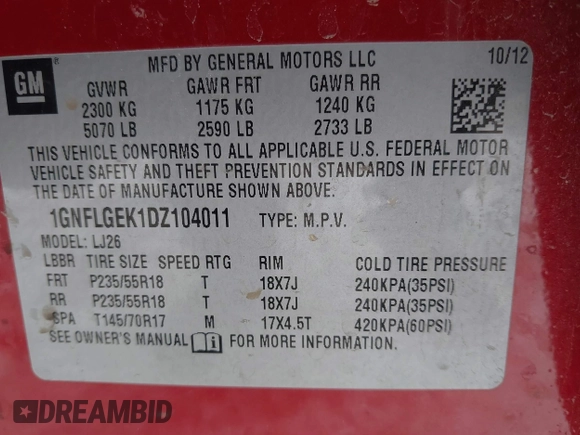 GM
®
MFD BY GENERAL MOTORS LLC 10/12
GVWR GAWR FRT GAWR RR
2300 KG 1175 KG 1240 KG
5070 LB 2590 LB 2733 LB
THIS VEHICLE CONFORMS TO ALL APPLICABLE U.S. FEDERAL MOTOR
VEHICLE SAFETY AND THEFT PREVENTION STANDARDS IN EFFECT ON
THE DATE OF MANUFACTURE SHOWN ABOVE.
1GNFLGEK1DZ104011 TYPE: M.P.V.
MODEL: LJ26
LBBR TIRE SIZE SPEED RTG RIM COLD TIRE PRESSURE
FRT P235/55R18 T 18X7J 240KPA(35PSI)
RR P235/55R18 T 18X7J 240KPA(35PSI)
SPA T145/70R17 M 17X4.5T 420KPA(60PSI)
SEE OWNER'S MANUAL FOR MORE INFORMATION.
DREAMBID